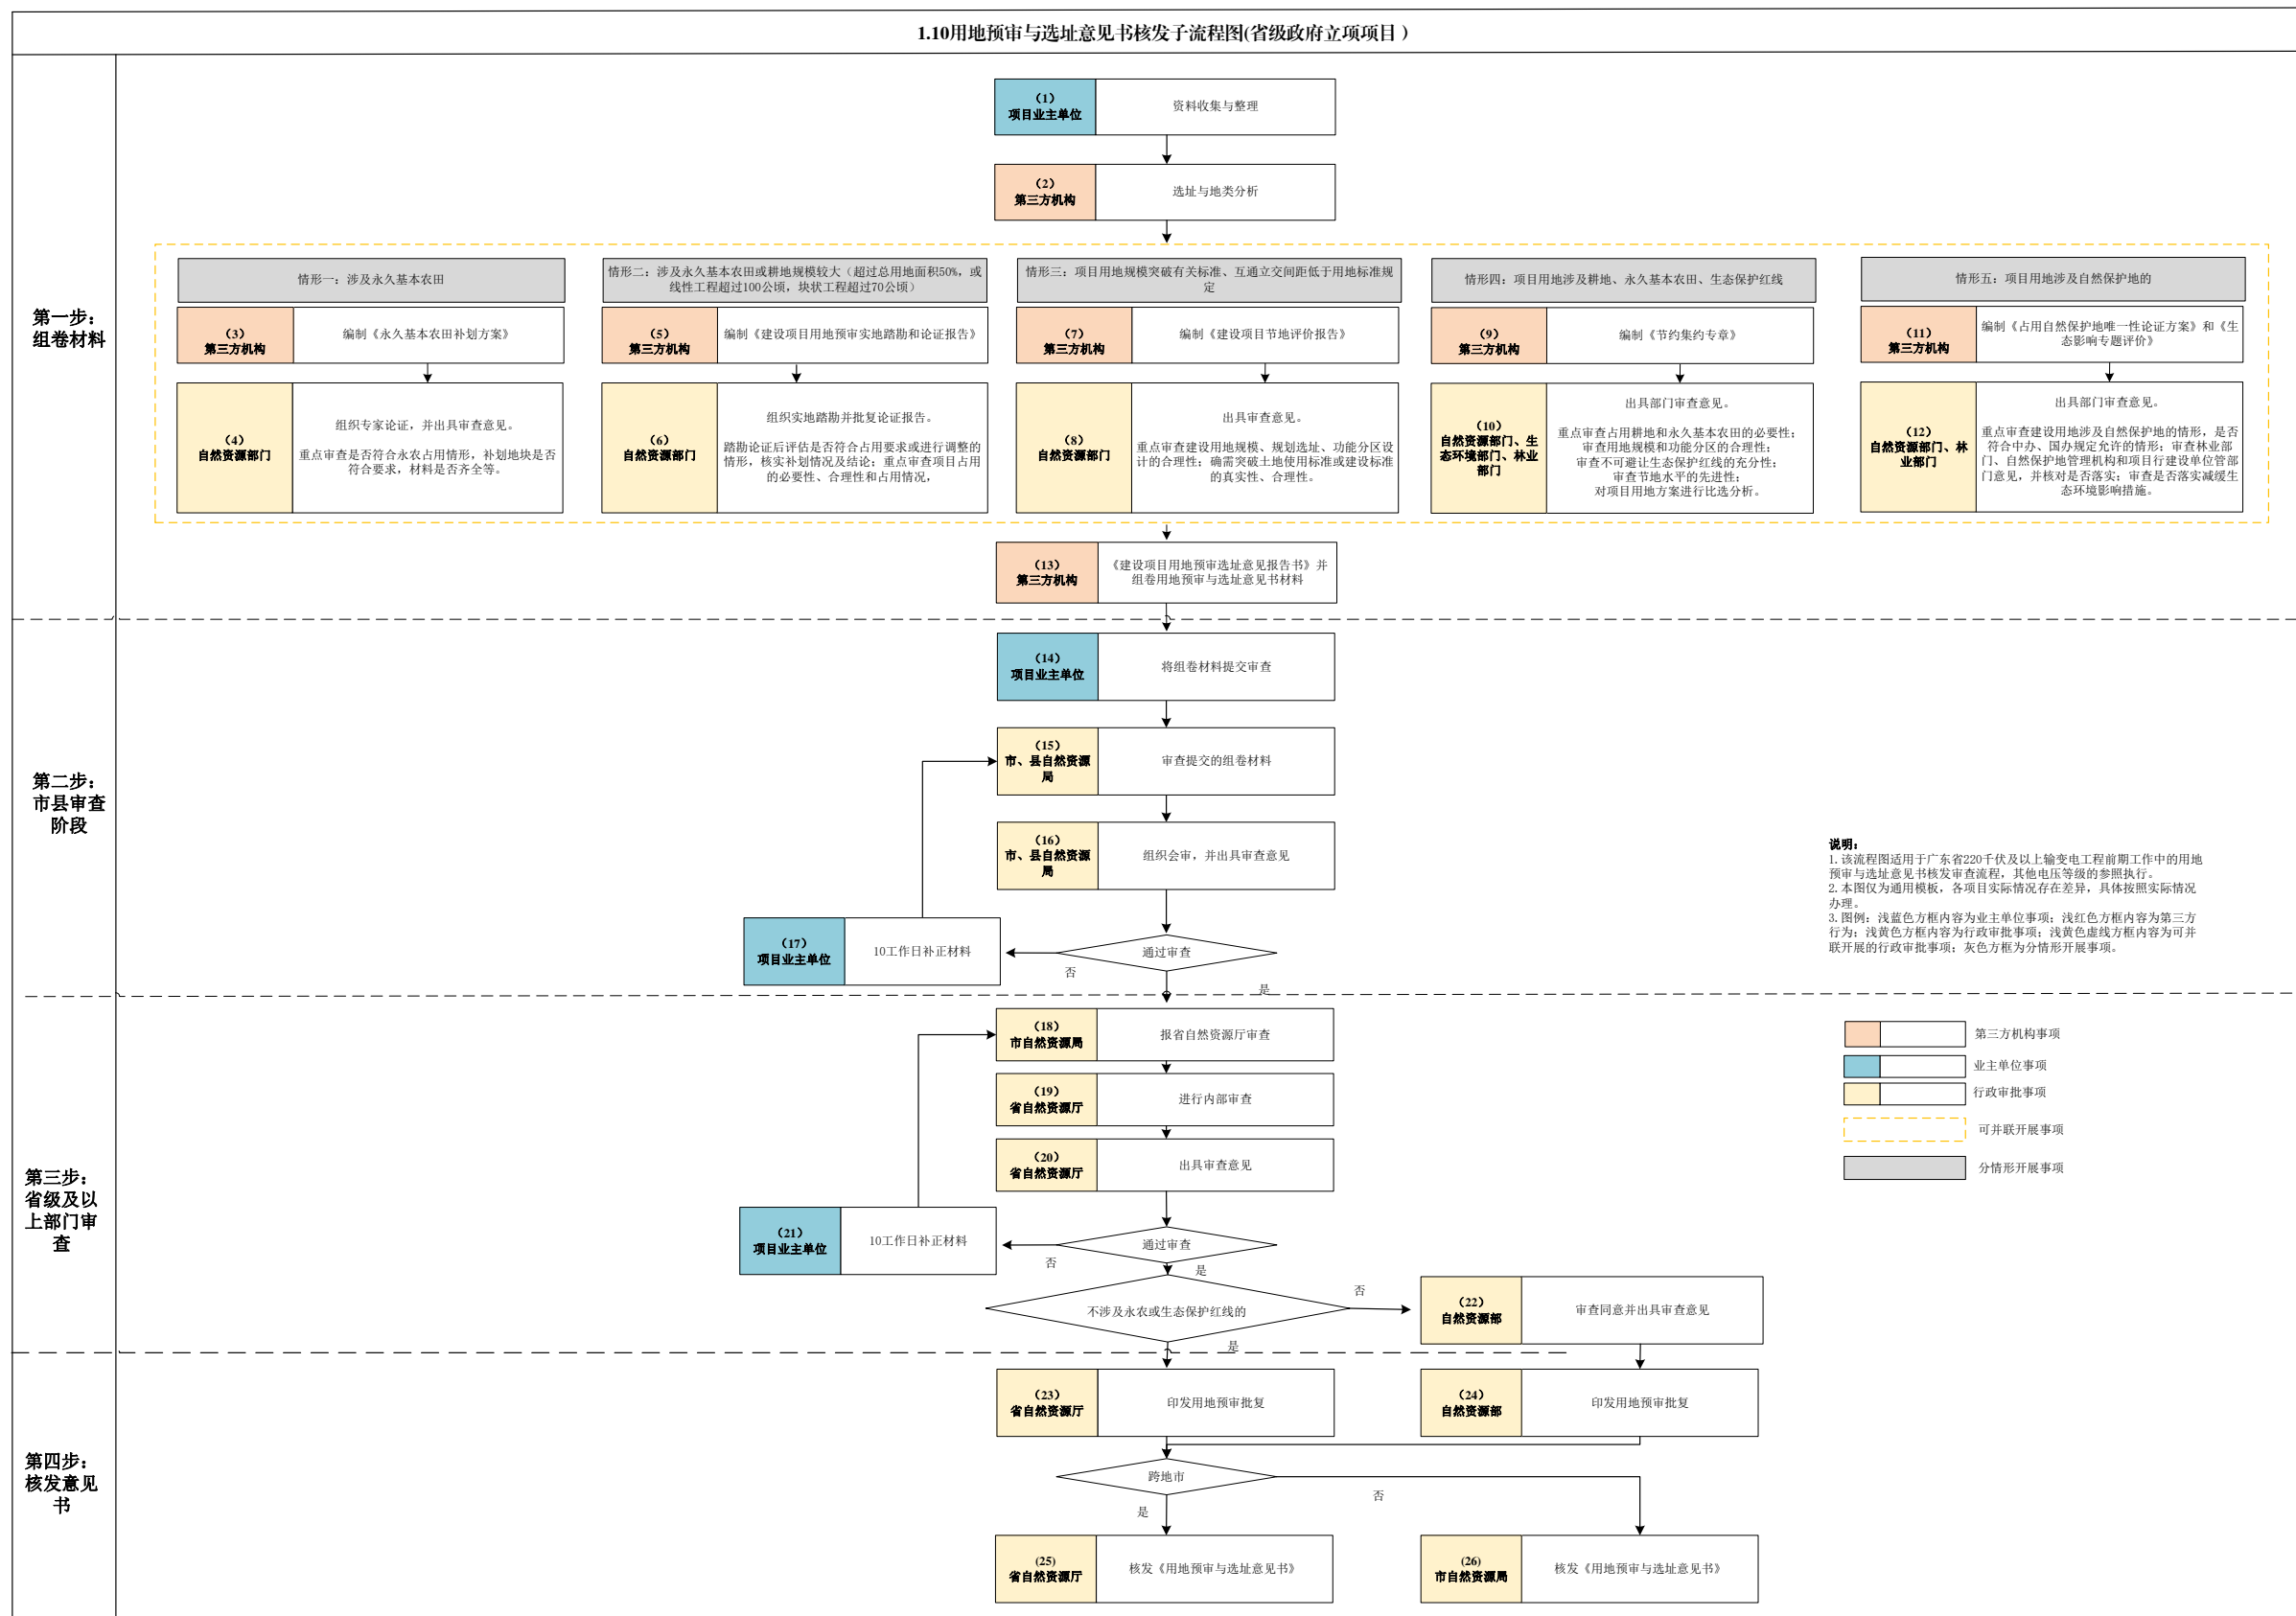 1.10用地预审与选址意见书核发子流程图(省级政府立项项目）
第一步：
组卷材料
（1）
项目业主单位
资料收集与整理
（2）
第三方机构
选址与地类分析
情形一：涉及永久基本农田
（3）
第三方机构
编制《永久基本农田补划方案》
（4）
自然资源部门
组织专家论证，并出具审查意见。
重点审查是否符合永农占用情形，补划地块是否
符合要求，材料是否齐全等。
情形二：涉及永久基本农田或耕地规模较大（超过总用地面积50%，或
线性工程超过100公顷，块状工程超过70公顷）
（5）
第三方机构
编制《建设项目用地预审实地踏勘和论证报告》
（6）
自然资源部门
组织实地踏勘并批复论证报告。
踏勘论证后评估是否符合占用要求或进行调整的
情形，核实补划情况及结论；重点审查项目占用
的必要性、合理性和占用情况，
情形三：项目用地规模突破有关标准、互通立交间距低于用地标准规
定
（7）
第三方机构
编制《建设项目节地评价报告》
（8）
自然资源部门
出具审查意见。
重点审查建设用地规模、规划选址、功能分区设
计的合理性；确需突破土地使用标准或建设标准
的真实性、合理性。
情形四：项目用地涉及耕地、永久基本农田、生态保护红线
（9）
第三方机构
编制《节约集约专章》
（10）
自然资源部门、生
态环境部门、林业
部门
出具部门审查意见。
重点审查占用耕地和永久基本农田的必要性；
审查用地规模和功能分区的合理性；
审查不可避让生态保护红线的充分性；
审查节地水平的先进性；
对项目用地方案进行比选分析。
情形五：项目用地涉及自然保护地的
（11）
第三方机构
编制《占用自然保护地唯一性论证方案》和《生
态影响专题评价》
（12）
自然资源部门、林
业部门
出具部门审查意见。
重点审查建设用地涉及自然保护地的情形，是否
符合中办、国办规定允许的情形；审查林业部
门、自然保护地管理机构和项目行建设单位管部
门意见，并核对是否落实；审查是否落实减缓生
态环境影响措施。
（13）
第三方机构
《建设项目用地预审选址意见报告书》并
组卷用地预审与选址意见书材料
第二步：
市县审查
阶段
（14）
项目业主单位
将组卷材料提交审查
（15）
市、县自然资源
局
审查提交的组卷材料
（16）
市、县自然资源
局
组织会审，并出具审查意见
（17）
项目业主单位
10工作日补正材料
通过审查
否
是
说明：
1.该流程图适用于广东省220千伏及以上输变电工程前期工作中的用地
预审与选址意见书核发审查流程，其他电压等级的参照执行。
2.本图仅为通用模板，各项目实际情况存在差异，具体按照实际情况
办理。
3.图例：浅蓝色方框内容为业主单位事项；浅红色方框内容为第三方
行为；浅黄色方框内容为行政审批事项；浅黄色虚线方框内容为可并
联开展的行政审批事项；灰色方框为分情形开展事项。
第三方机构事项
业主单位事项
行政审批事项
可并联开展事项
分情形开展事项
第三步：
省级及以
上部门审
查
（18）
市自然资源局
报省自然资源厅审查
（19）
省自然资源厅
进行内部审查
（20）
省自然资源厅
出具审查意见
（21）
项目业主单位
10工作日补正材料
通过审查
否
是
不涉及永农或生态保护红线的
否
是
（22）
自然资源部
审查同意并出具审查意见
第四步：
核发意见
书
（23）
省自然资源厅
印发用地预审批复
（24）
自然资源部
印发用地预审批复
跨地市
是
否
(25)
省自然资源厅
核发《用地预审与选址意见书》
(26)
市自然资源局
核发《用地预审与选址意见书》